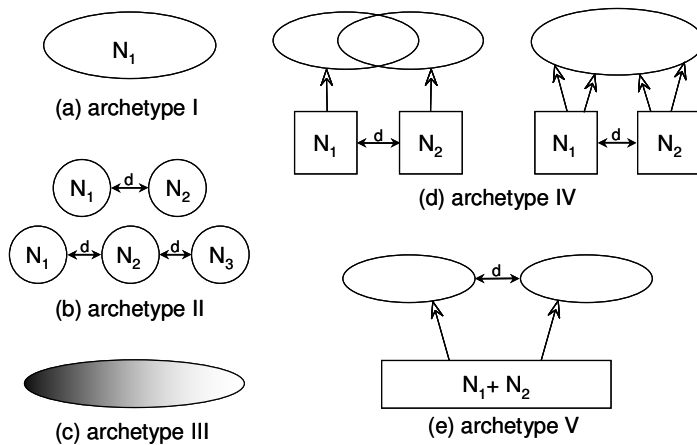 N₁
(a) archetype I
N₁ d N₂
N₁ d N₂ d N₃
(b) archetype II
(c) archetype III
N₁ d N₂
N₁ d N₂
(d) archetype IV
d
N₁+ N₂
(e) archetype V